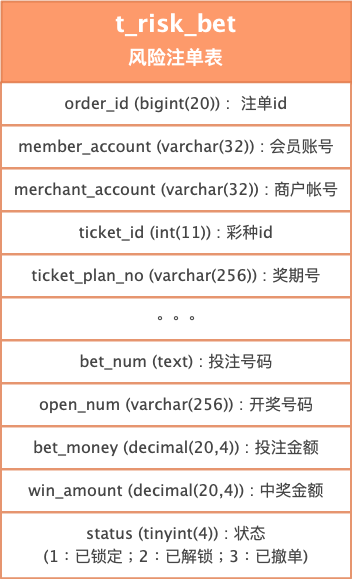 t_risk_bet
风险注单表
order_id (bigint(20))： 注单id
member_account (varchar(32))：会员账号
merchant_account (varchar(32))：商户帐号
ticket_id (int(11))：彩种id
ticket_plan_no (varchar(256))：奖期号
。。。
bet_num (text)：投注号码
open_num (varchar(256))：开奖号码
bet_money (decimal(20,4))：投注金额
win_amount (decimal(20,4))：中奖金额
status (tinyint(4))：状态
(1：已锁定；2：已解锁；3：已撤单)